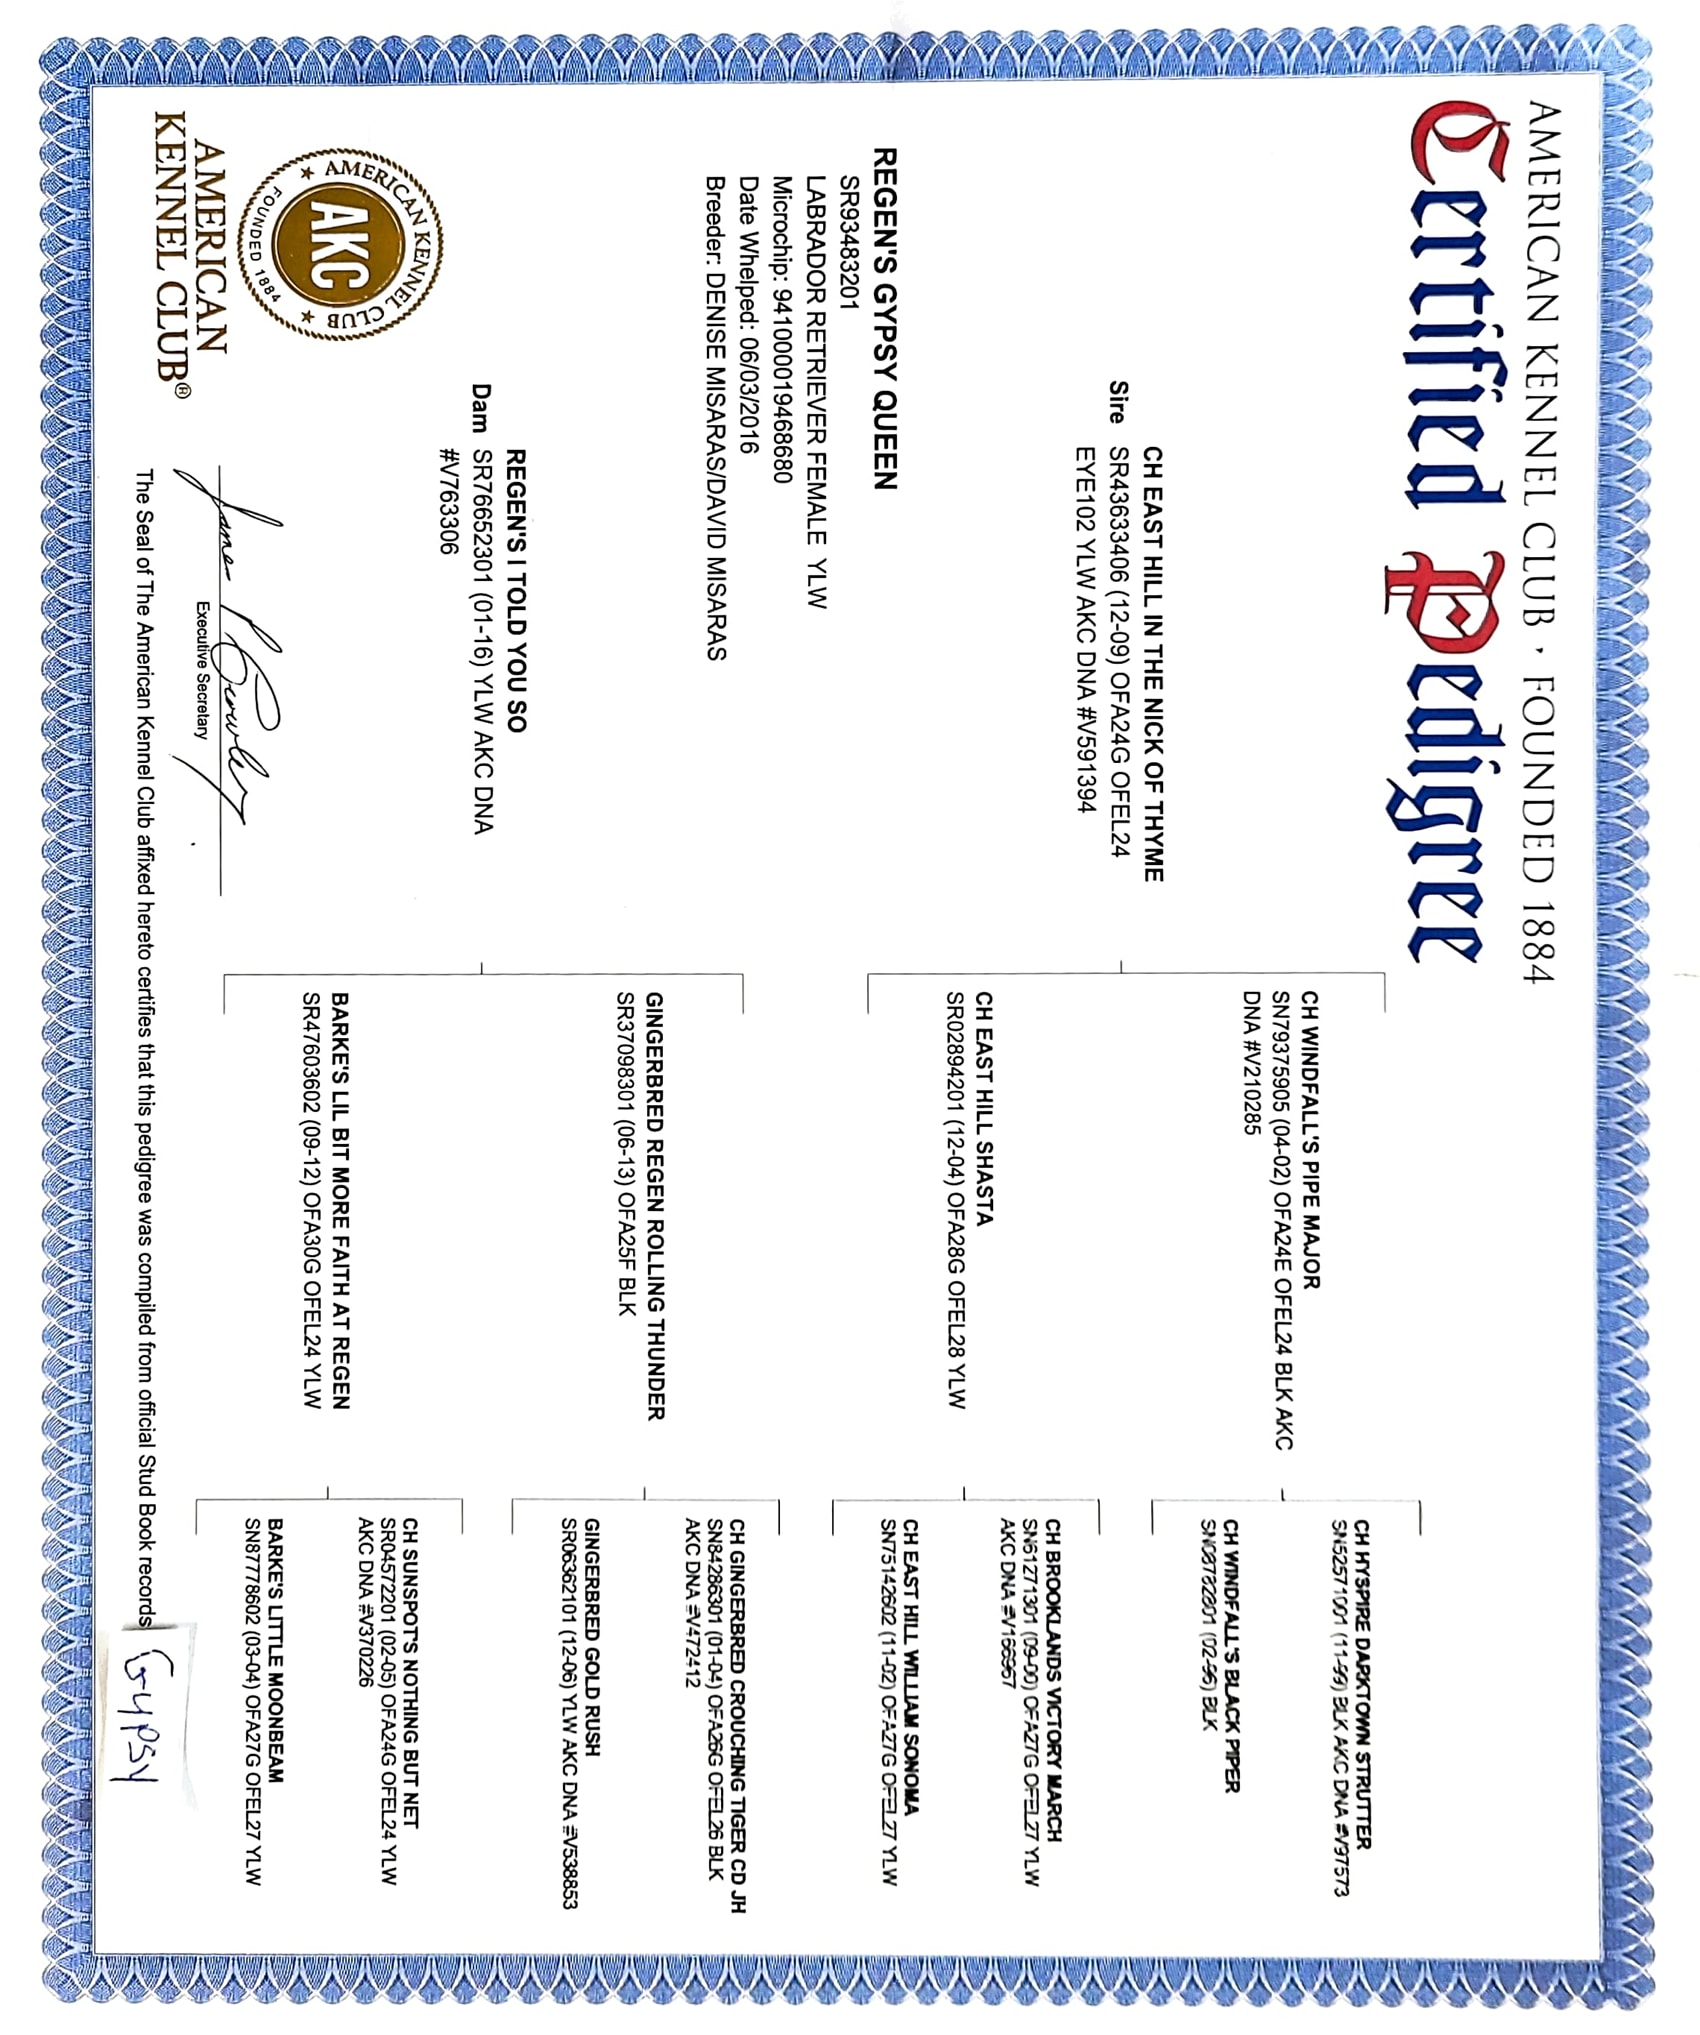 AMERICAN KENNEL CLUB · FOUNDED 1884
Certified Pedigree
CH EAST HILL IN THE NICK OF THYME
Sire SR43633406 (12-09) OFA24G OFEL24
EYE102 YLW AKC DNA #V591394
REGEN'S GYPSY QUEEN
SR93483201
LABRADOR RETRIEVER FEMALE YLW
Microchip: 941000019468680
Date Whelped: 06/03/2016
Breeder: DENISE MISARAS/DAVID MISARAS
REGEN'S I TOLD YOU SO
Dam SR76652301 (01-16) YLW AKC DNA
#V763306
CH WINDFALL'S PIPE MAJOR
SN79375905 (04-02) OFA24E OFEL24 BLK AKC
DNA #V210285
CH EAST HILL SHASTA
SR02894201 (12-04) OFA28G OFEL28 YLW
GINGERBRED REGEN ROLLING THUNDER
SR37098301 (06-13) OFA25F BLK
BARKE'S LIL BIT MORE FAITH AT REGEN
SR47603602 (09-12) OFA30G OFEL24 YLW
CH HYSPIRE DARKTOWN STRUTTER
SN52571001 (11-99) BLK AKC DNA #V97573
CH WINDFALL'S BLACK PIPER
SN08782801 (02-96) BLK
CH BROOKLANDS VICTORY MARCH
SN61271301 (09-00) OFA27G OFEL27 YLW
AKC DNA #V166967
CH EAST HILL WILLIAM SONOMA
SN75142602 (11-02) OFA27G OFEL27 YLW
CH GINGERBRED CROUCHING TIGER CD JH
SN84286301 (01-04) OFA26G OFEL26 BLK
AKC DNA #V472412
GINGERBRED GOLD RUSH
SR06362101 (12-06) YLW AKC DNA #V538853
CH SUNSPOT'S NOTHING BUT NET
SR04572201 (02-05) OFA24G OFEL24 YLW
AKC DNA #V370226
BARKE'S LITTLE MOONBEAM
SN87778602 (03-04) OFA27G OFEL27 YLW
AMERICAN KENNEL CLUB
AKC
FOUNDED 1884
AMERICAN
KENNEL CLUB®
James P Crowley
Executive Secretary
The Seal of The American Kennel Club affixed hereto certifies that this pedigree was compiled from official Stud Book records
Gypsy